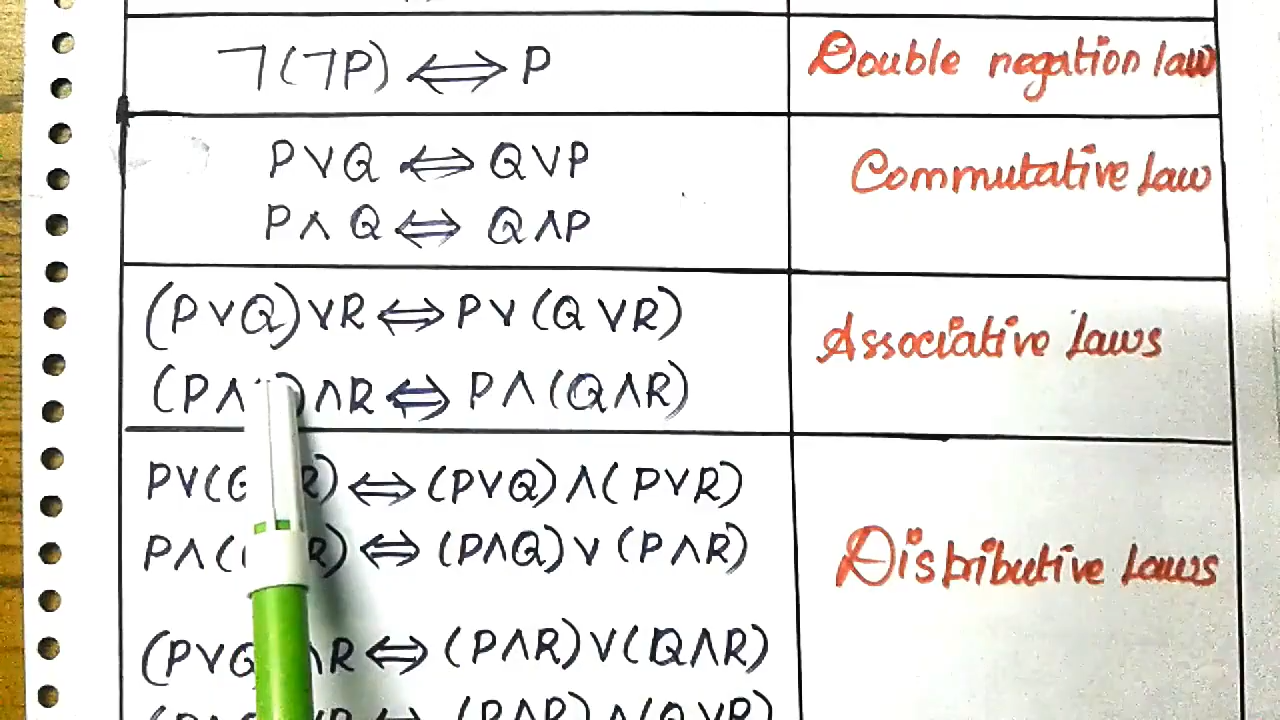 ¬(¬P) ⇔ P
Double negation law
P∨Q ⇔ Q∨P
Commutative Law
P∧Q ⇔ Q∧P
(P∨Q)∨R ⇔ P∨(Q∨R)
Associative Laws
(P∧ )∧R ⇔ P∧(Q∧R)
P∨( R) ⇔ (P∨Q)∧(P∨R)
P∧( R) ⇔ (P∧Q)∨(P∧R)
Distributive Laws
(P∨Q ∧R ⇔ (P∧R)∨(Q∧R)